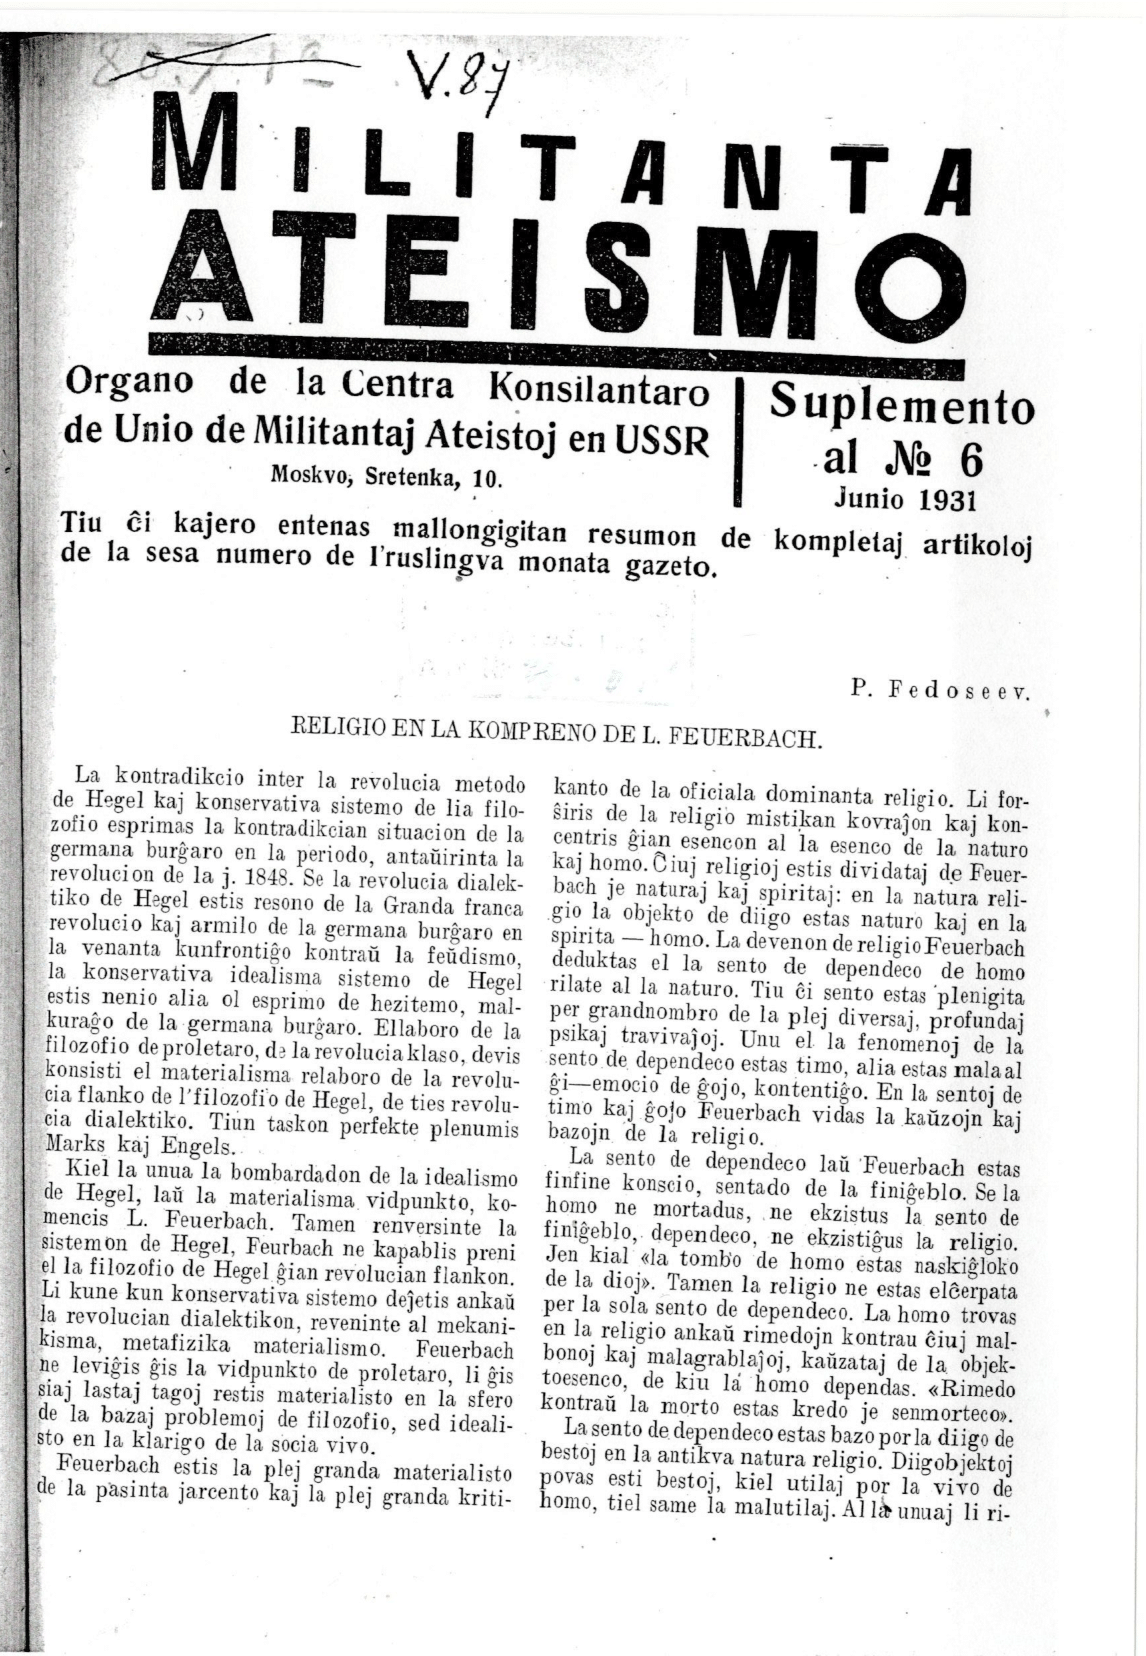 V.87
MILITANTA
ATEISMO
Organo de la Centra Konsilantaro
de Unio de Militantaj Ateistoj en USSR
Moskvo, Sretenka, 10.
Suplemento
al № 6
Junio 1931
Tiu ĉi kajero entenas mallongigitan resumon de kompletaj artikoloj
de la sesa numero de l'ruslingva monata gazeto.
P. Fedoseev.
RELIGIO EN LA KOMPRENO DE L. FEUERBACH.
La kontradikcio inter la revolucia metodo
de Hegel kaj konservativa sistemo de lia filo-
zofio esprimas la kontradikcian situacion de la
germana burĝaro en la periodo, antaŭirinta la
revolucion de la j. 1848. Se la revolucia dialek-
tiko de Hegel estis resono de la Granda franca
revolucio kaj armilo de la germana burĝaro en
la venanta kunfrontiĝo kontraŭ la feŭdismo,
la konservativa idealisma sistemo de Hegel
estis nenio alia ol esprimo de hezitemo, mal-
kuraĝo de la germana burĝaro. Ellaboro de la
filozofio de proletaro, de la revolucia klaso, devis
konsisti el materialisma relaboro de la revolu-
cia flanko de l'filozofio de Hegel, de ties revolu-
cia dialektiko. Tiun taskon perfekte plenumis
Marks kaj Engels.
Kiel la unua la bombardadon de la idealismo
de Hegel, laŭ la materialisma vidpunkto, ko-
mencis L. Feuerbach. Tamen renversinte la
sistemon de Hegel, Feurbach ne kapablis preni
el la filozofio de Hegel ĝian revolucian flankon.
Li kune kun konservativa sistemo dejetis ankaŭ
la revolucian dialektikon, reveninte al mekani-
kisma, metafizika materialismo. Feuerbach
ne leviĝis ĝis la vidpunkto de proletaro, li ĝis
siaj lastaj tagoj restis materialisto en la sfero
de la bazaj problemoj de filozofio, sed ideali-
sto en la klarigo de la socia vivo.
Feuerbach estis la plej granda materialisto
de la pasinta jarcento kaj la plej granda kriti-
kanto de la oficiala dominanta religio. Li for-
ŝiris de la religio mistikan kovraĵon kaj kon-
centris ĝian esencon al la esenco de la naturo
kaj homo. Ĉiuj religioj estis dividataj de Feuer-
bach je naturaj kaj spiritaj: en la natura reli-
gio la objekto de diigo estas naturo kaj en la
spirita — homo. La devenon de religio Feuerbach
deduktas el la sento de dependeco de homo
rilate al la naturo. Tiu ĉi sento estas plenigita
per grandnombro de la plej diversaj, profundaj
psikaj travivaĵoj. Unu el la fenomenoj de la
sento de dependeco estas timo, alia estas mala al
ĝi—emocio de ĝojo, kontentiĝo. En la sentoj de
timo kaj ĝojo Feuerbach vidas la kaŭzojn kaj
bazojn de la religio.
La sento de dependeco laŭ Feuerbach estas
finfine konscio, sentado de la finiĝeblo. Se la
homo ne mortadus, ne ekzistus la sento de
finiĝeblo, dependeco, ne ekzistiĝus la religio.
Jen kial «la tombo de homo estas naskiĝloko
de la dioj». Tamen la religio ne estas elĉerpata
per la sola sento de dependeco. La homo trovas
en la religio ankaŭ rimedojn kontrau ĉiuj mal-
bonoj kaj malagrablaĵoj, kaŭzataj de la objek-
toesenco, de kiu la homo dependas. «Rimedo
kontraŭ la morto estas kredo je senmorteco».
La sento de dependeco estas bazo por la diigo de
bestoj en la antikva natura religio. Diigobjektoj
povas esti bestoj, kiel utilaj por la vivo de
homo, tiel same la malutilaj. Al la unuaj li ri-